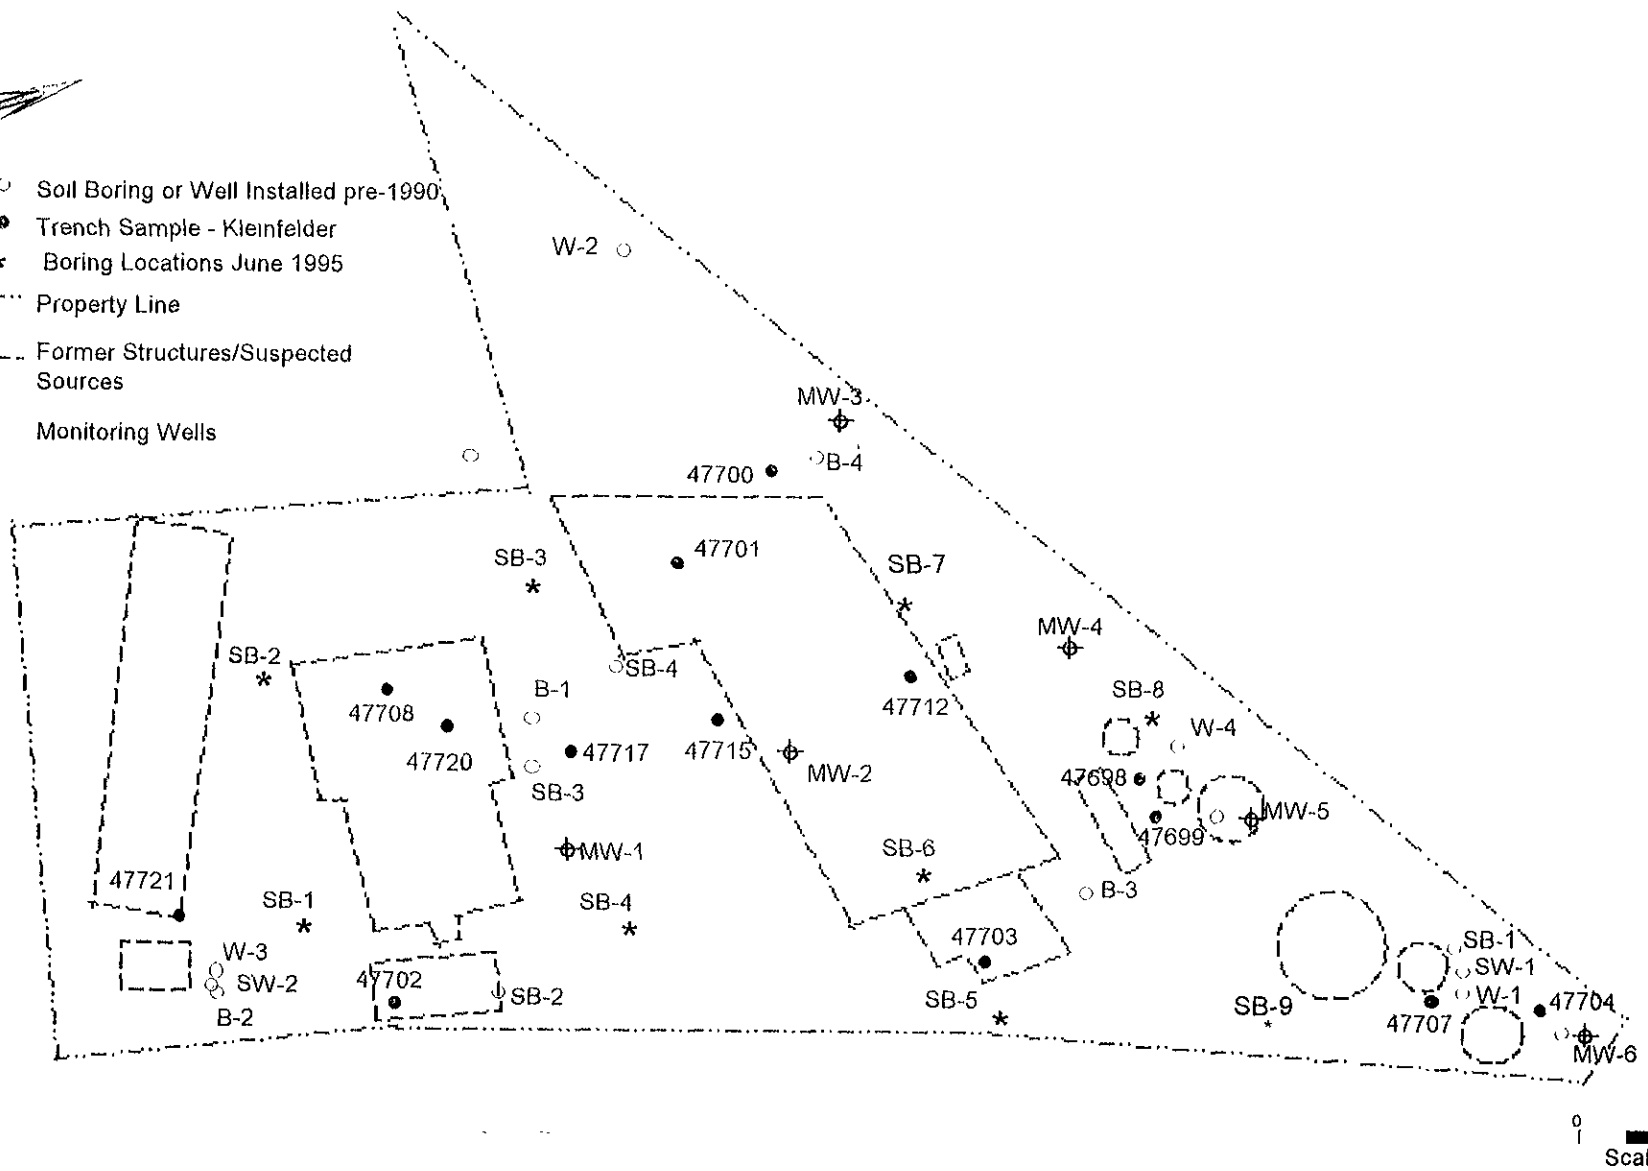 Soil Boring or Well Installed pre-1990
Trench Sample - Kleinfelder
Boring Locations June 1995
Property Line
Former Structures/Suspected
Sources
Monitoring Wells
W-2
MW-3
B-4
47700
47701
SB-3
SB-7
MW-4
SB-2
SB-4
B-1
SB-8
47708
47712
W-4
47720
47717
47715
MW-2
47698
SB-3
MW-5
47699
MW-1
SB-6
47721
B-3
SB-1
SB-4
47703
SB-1
W-3
SW-1
47702
SW-2
SB-2
W-1
SB-5
SB-9
47704
B-2
47707
MW-6
0